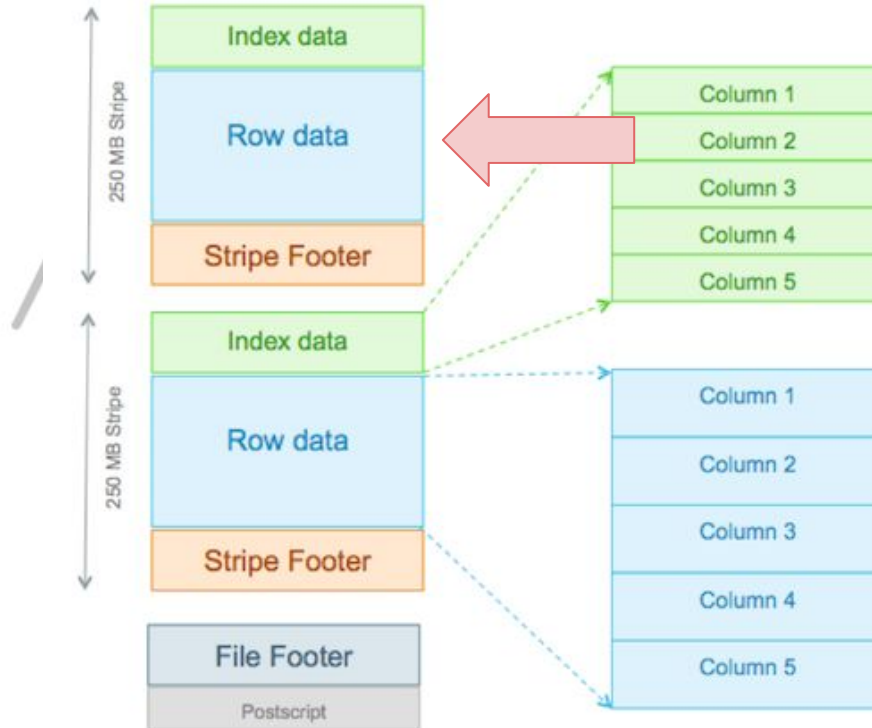 250 MB Stripe
Index data
Row data
Stripe Footer
250 MB Stripe
Index data
Row data
Stripe Footer
File Footer
Postscript
Column 1
Column 2
Column 3
Column 4
Column 5
Column 1
Column 2
Column 3
Column 4
Column 5